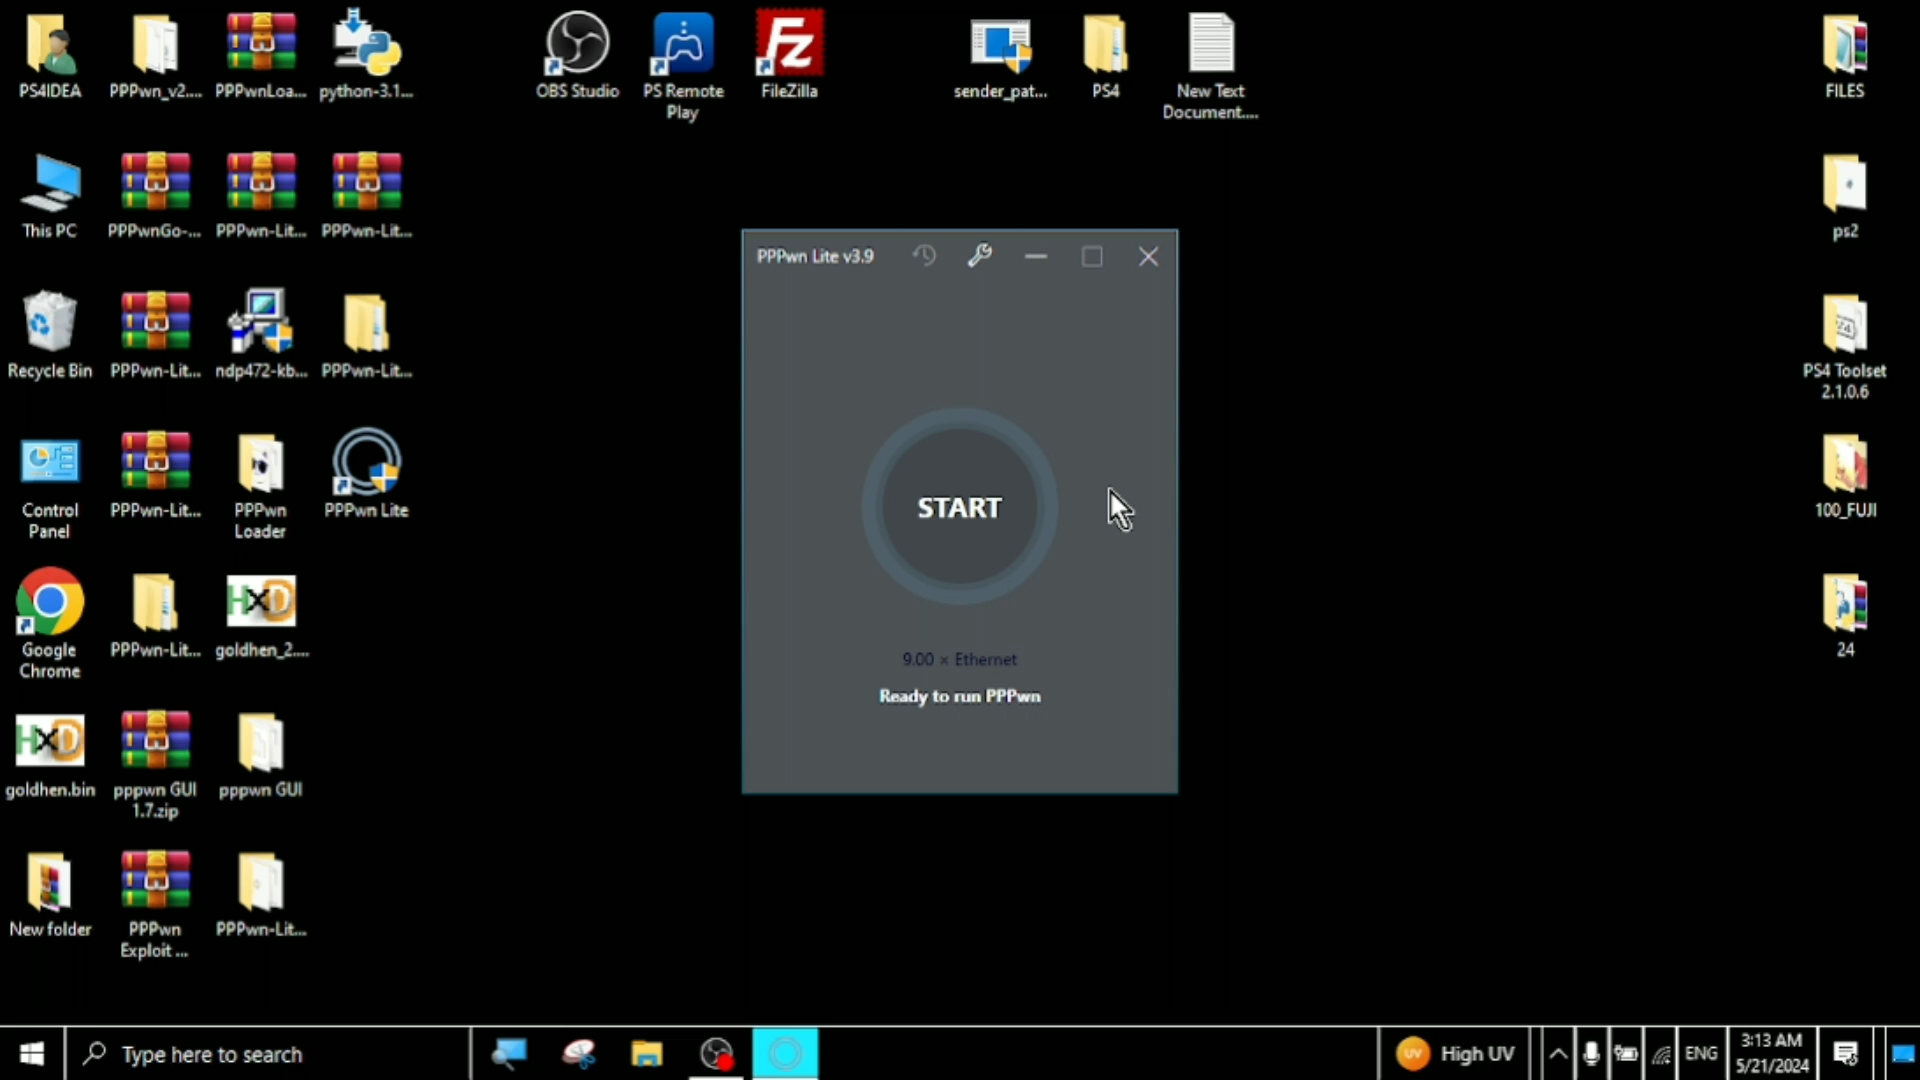 PS4IDEA
PPPwn_v2....
PPPwnLoa...
python-3.1...
OBS Studio
PS Remote
Play
FileZilla
sender_pat...
PS4
New Text
Document....
FILES
This PC
PPPwnGo-...
PPPwn-Lit...
PPPwn-Lit...
ps2
Recycle Bin
PPPwn-Lit...
ndp472-kb...
PPPwn-Lit...
PS4 Toolset
2.1.0.6
Control
Panel
PPPwn-Lit...
PPPwn
Loader
PPPwn Lite
100_FUJI
Google
Chrome
PPPwn-Lit...
HxD
goldhen_2....
24
HxD
goldhen.bin
pppwn GUI
1.7.zip
pppwn GUI
New folder
PPPwn
Exploit ...
PPPwn-Lit...
PPPwn Lite v3.9
START
9.00 × Ethernet
Ready to run PPPwn
Type here to search
UV
High UV
ENG
3:13 AM
5/21/2024